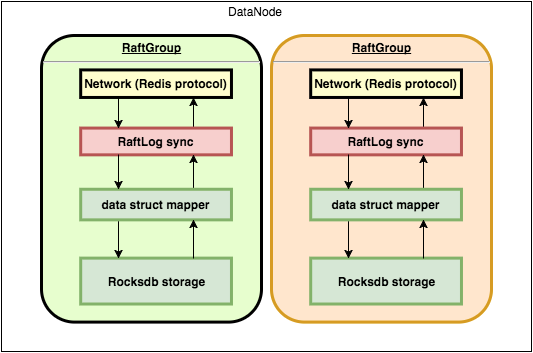 DataNode
RaftGroup
Network (Redis protocol)
RaftLog sync
data struct mapper
Rocksdb storage
RaftGroup
Network (Redis protocol)
RaftLog sync
data struct mapper
Rocksdb storage